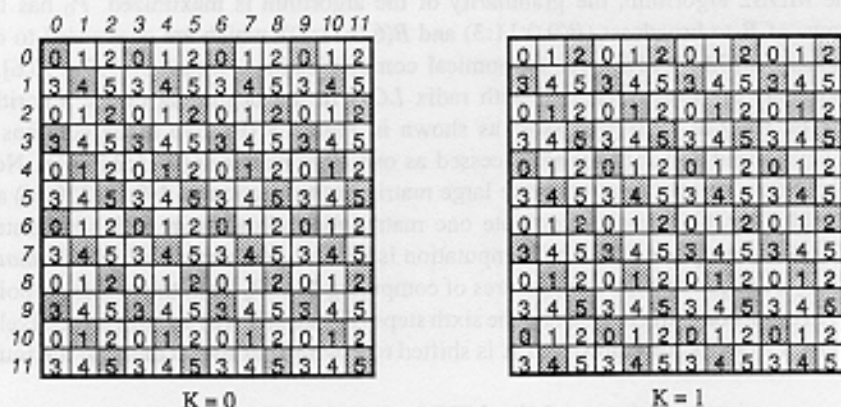 0 1 2 3 4 5 6 7 8 9 10 11
0 0 1 2 0 1 2 0 1 2 0 1 2 0 1 2 0 1 2 0 1 2 0 1 2
3 4 5 3 4 5 3 4 5 3 4 5 3 4 5 3 4 5 3 4 5 3 4 5
2 0 1 2 0 1 2 0 1 2 0 1 2 0 1 2 0 1 2 0 1 2 0 1 2
3 3 4 5 3 4 5 3 4 5 3 4 5 3 4 5 3 4 5 3 4 5 3 4 5
4 0 1 2 0 1 2 0 1 2 0 1 2 0 1 2 0 1 2 0 1 2 0 1 2
5 3 4 5 3 4 5 3 4 5 3 4 5 3 4 5 3 4 5 3 4 5 3 4 5
6 0 1 2 0 1 2 0 1 2 0 1 2 0 1 2 0 1 2 0 1 2 0 1 2
7 3 4 5 3 4 5 3 4 5 3 4 5 3 4 5 3 4 5 3 4 5 3 4 5
8 0 1 2 0 1 2 0 1 2 0 1 2 0 1 2 0 1 2 0 1 2 0 1 2
9 3 4 5 3 4 5 3 4 5 3 4 5 3 4 5 3 4 5 3 4 5 3 4 5
10 0 1 2 0 1 2 0 1 2 0 1 2 0 1 2 0 1 2 0 1 2 0 1 2
11 3 4 5 3 4 5 3 4 5 3 4 5 3 4 5 3 4 5 3 4 5 3 4 5
K = 0 K = 1